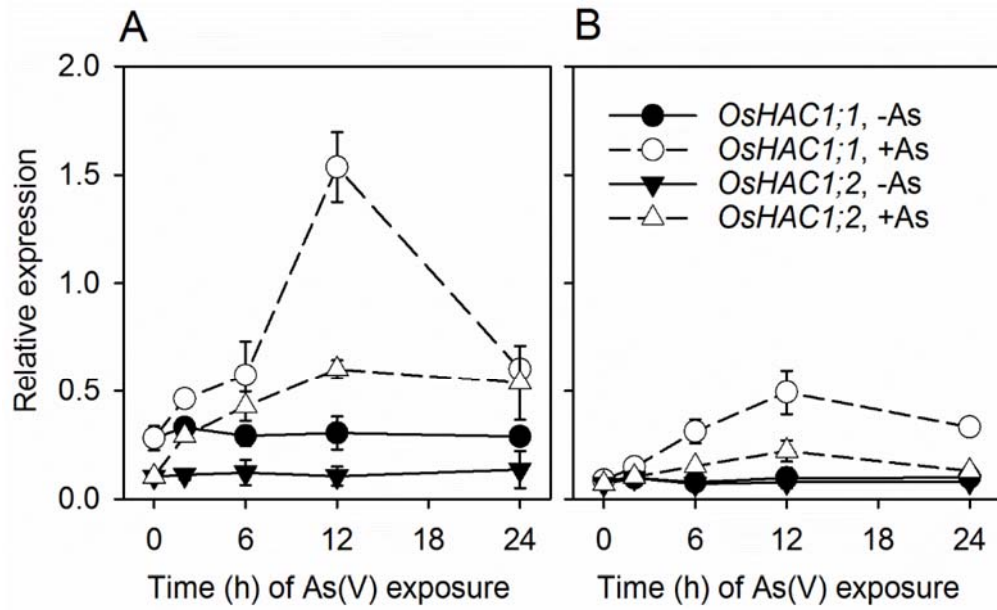 A
B
2.0
1.5
1.0
0.5
0.0
Relative expression
OsHAC1;1, -As
OsHAC1;1, +As
OsHAC1;2, -As
OsHAC1;2, +As
0 6 12 24
0 6 12 24
Time (h) of As(V) exposure
Time (h) of As(V) exposure